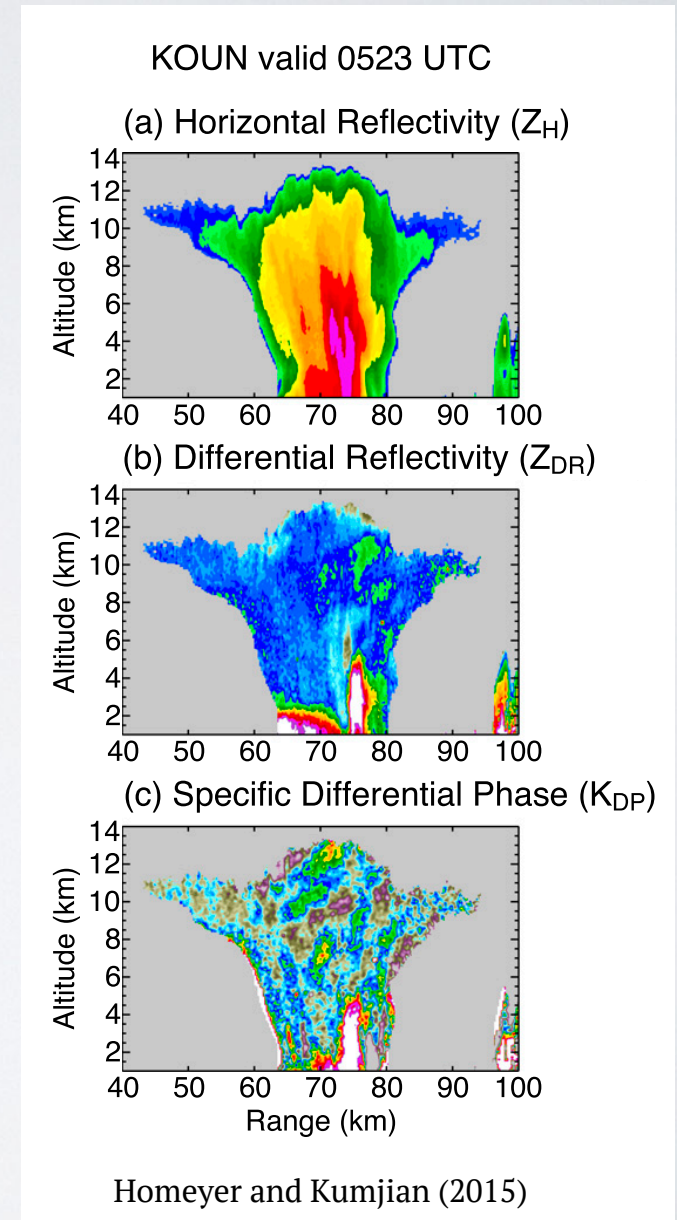 KOUN valid 0523 UTC
(a) Horizontal Reflectivity (ZH)
14
12
10
8
6
4
2
Altitude (km)
40 50 60 70 80 90 100
(b) Differential Reflectivity (ZDR)
14
12
10
8
6
4
2
Altitude (km)
40 50 60 70 80 90 100
(c) Specific Differential Phase (KDP)
14
12
10
8
6
4
2
Altitude (km)
40 50 60 70 80 90 100
Range (km)
Homeyer and Kumjian (2015)